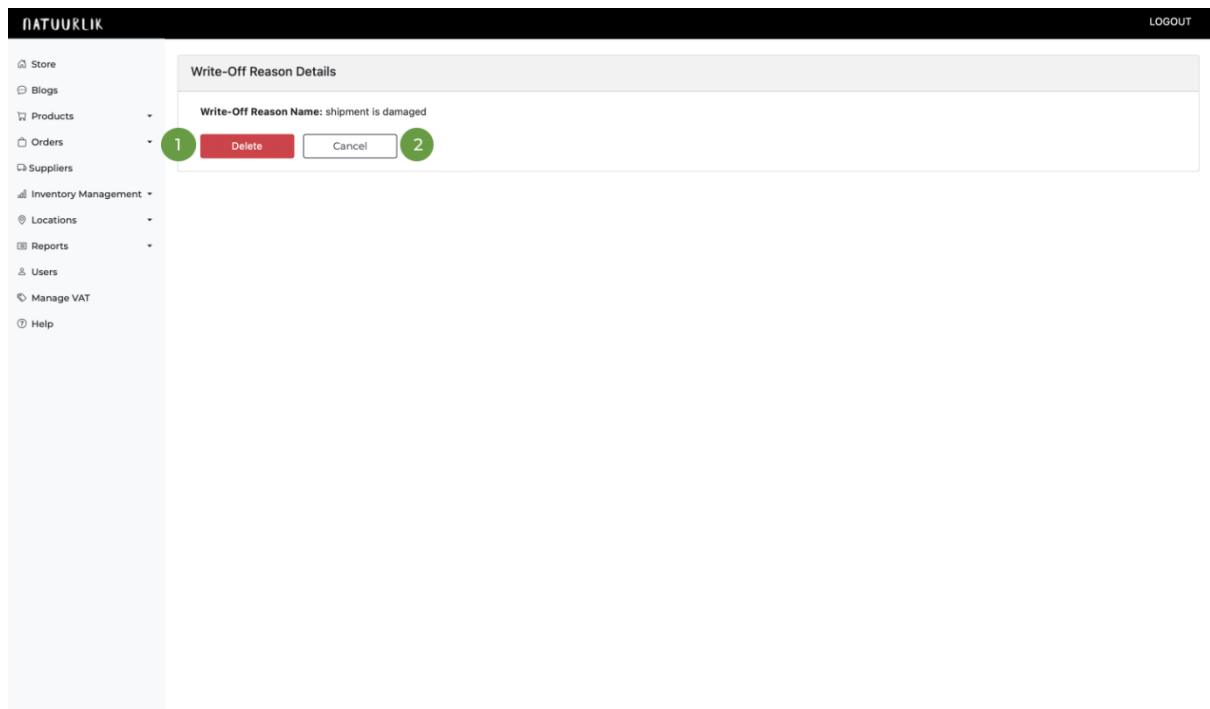 NATUURLIK
LOGOUT
Store
Blogs
Products
Orders
Suppliers
Inventory Management
Locations
Reports
Users
Manage VAT
Help
Write-Off Reason Details
Write-Off Reason Name: shipment is damaged
1 Delete Cancel 2